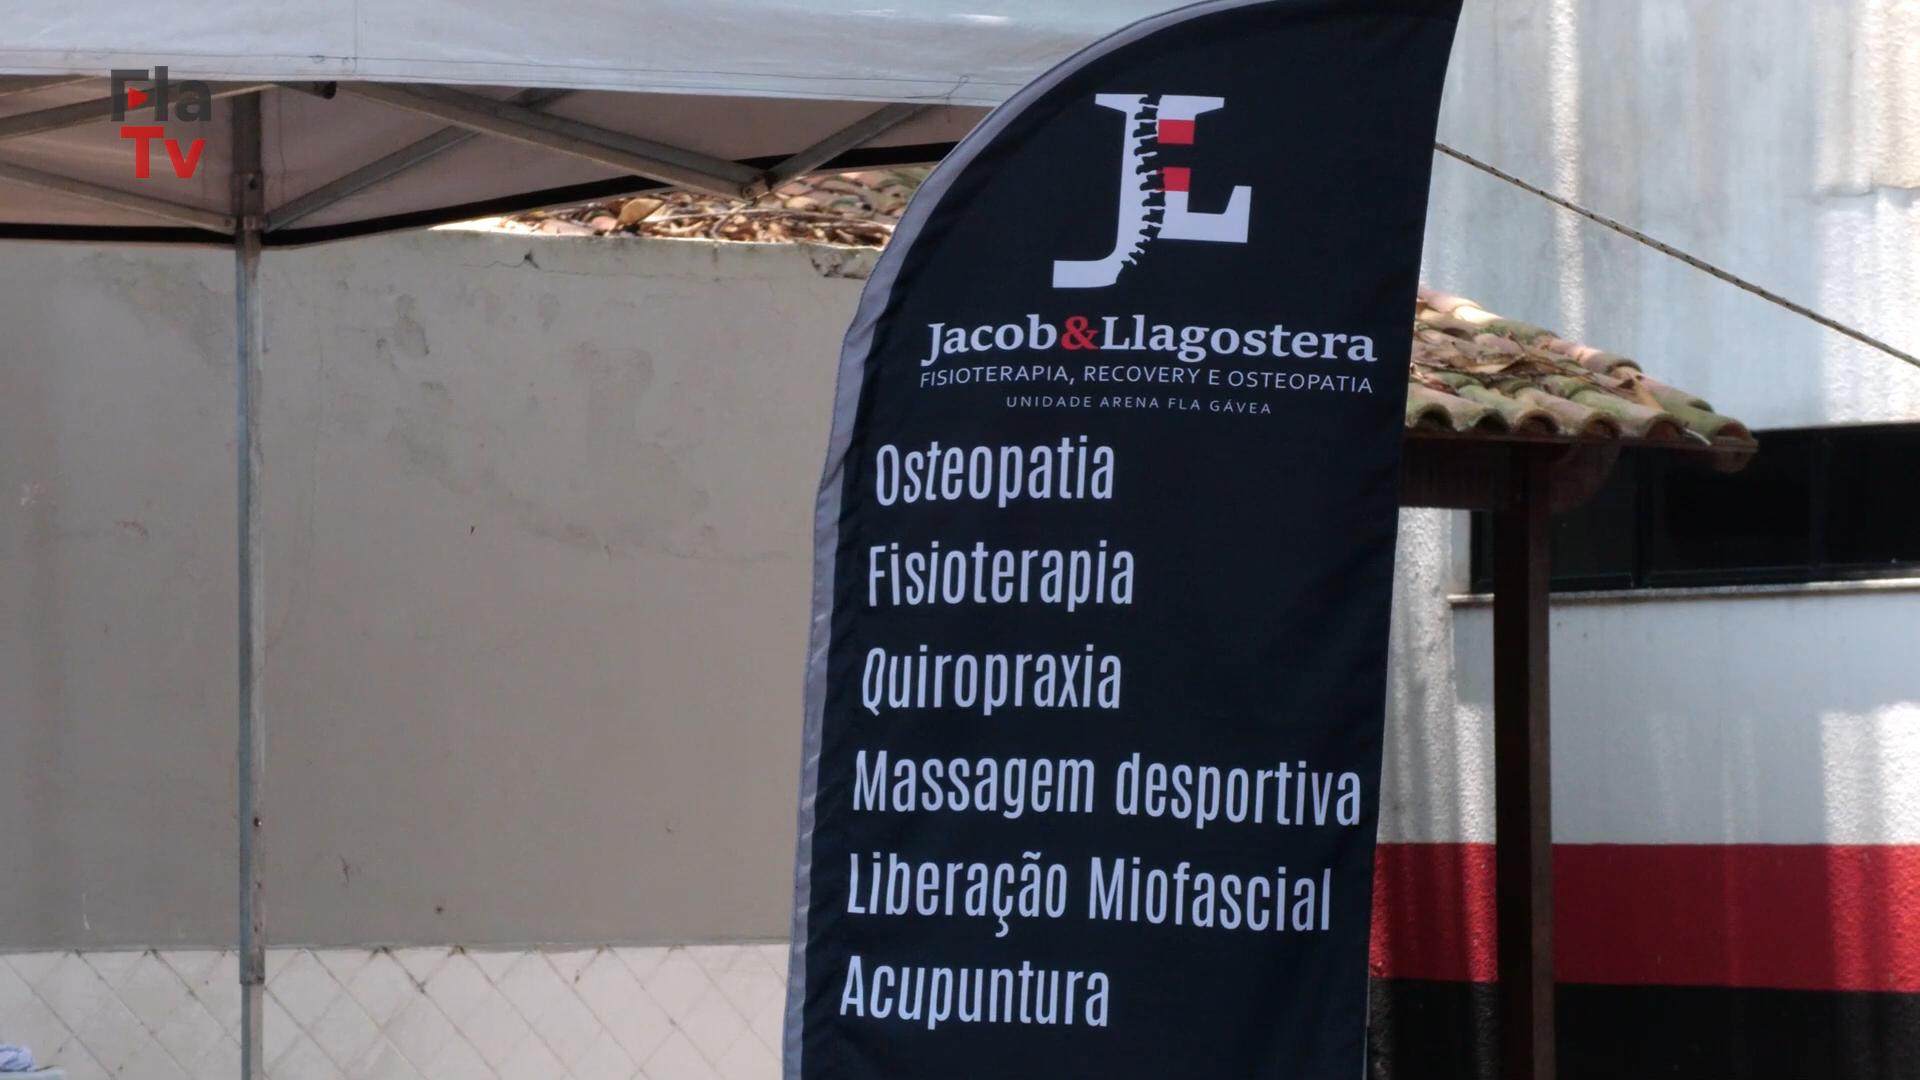 Fla
Tv
JL
Jacob&Llagostera
FISIOTERAPIA, RECOVERY E OSTEOPATIA
UNIDADE ARENA FLA GÁVEA
Osteopatia
Fisioterapia
Quiropraxia
Massagem desportiva
Liberação Miofascial
Acupuntura